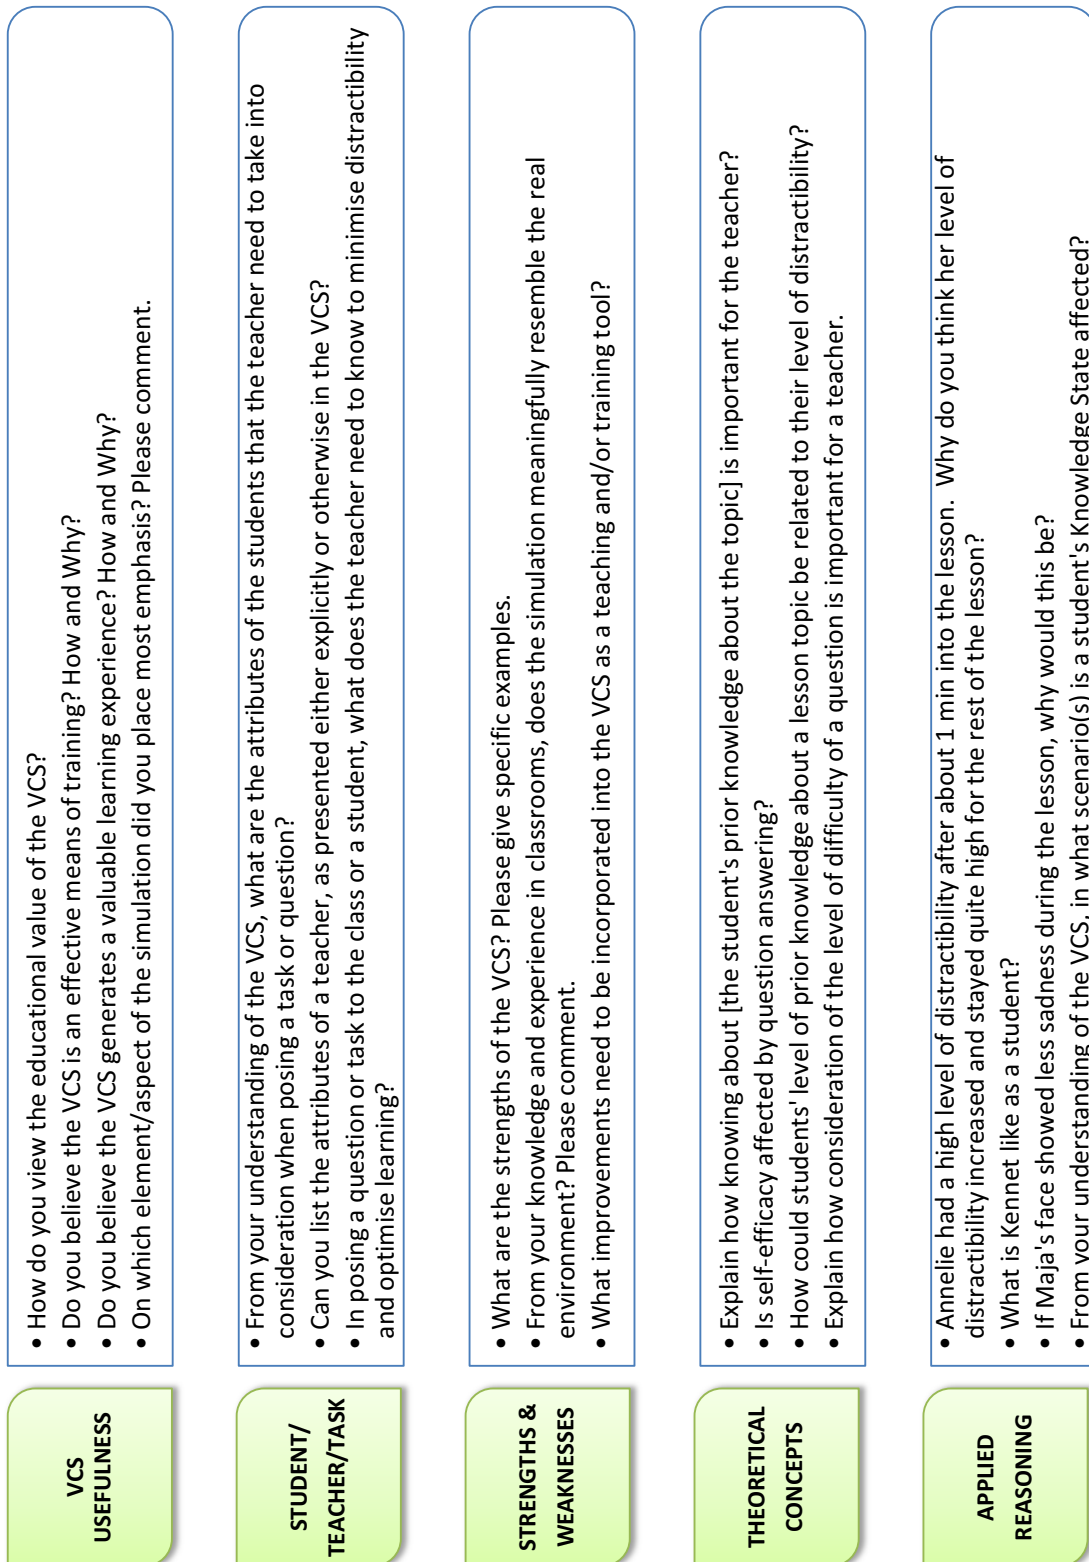 VCS
USEFULNESS
• How do you view the educational value of the VCS?
• Do you believe the VCS is an effective means of training? How and Why?
• Do you believe the VCS generates a valuable learning experience? How and Why?
• On which element/aspect of the simulation did you place most emphasis? Please comment.
STUDENT/
TEACHER/TASK
• From your understanding of the VCS, what are the attributes of the students that the teacher need to take into
consideration when posing a task or question?
• Can you list the attributes of a teacher, as presented either explicitly or otherwise in the VCS?
• In posing a question or task to the class or a student, what does the teacher need to know to minimise distractibility
and optimise learning?
STRENGTHS &
WEAKNESSES
• What are the strengths of the VCS? Please give specific examples.
• From your knowledge and experience in classrooms, does the simulation meaningfully resemble the real
environment? Please comment.
• What improvements need to be incorporated into the VCS as a teaching and/or training tool?
THEORETICAL
CONCEPTS
• Explain how knowing about [the student's prior knowledge about the topic] is important for the teacher?
• Is self-efficacy affected by question answering?
• How could students' level of prior knowledge about a lesson topic be related to their level of distractibility?
• Explain how consideration of the level of difficulty of a question is important for a teacher.
APPLIED
REASONING
• Annelie had a high level of distractibility after about 1 min into the lesson.  Why do you think her level of
distractibility increased and stayed quite high for the rest of the lesson?
• What is Kennet like as a student?
• If Maja's face showed less sadness during the lesson, why would this be?
• From your understanding of the VCS, in what scenario(s) is a student's Knowledge State affected?